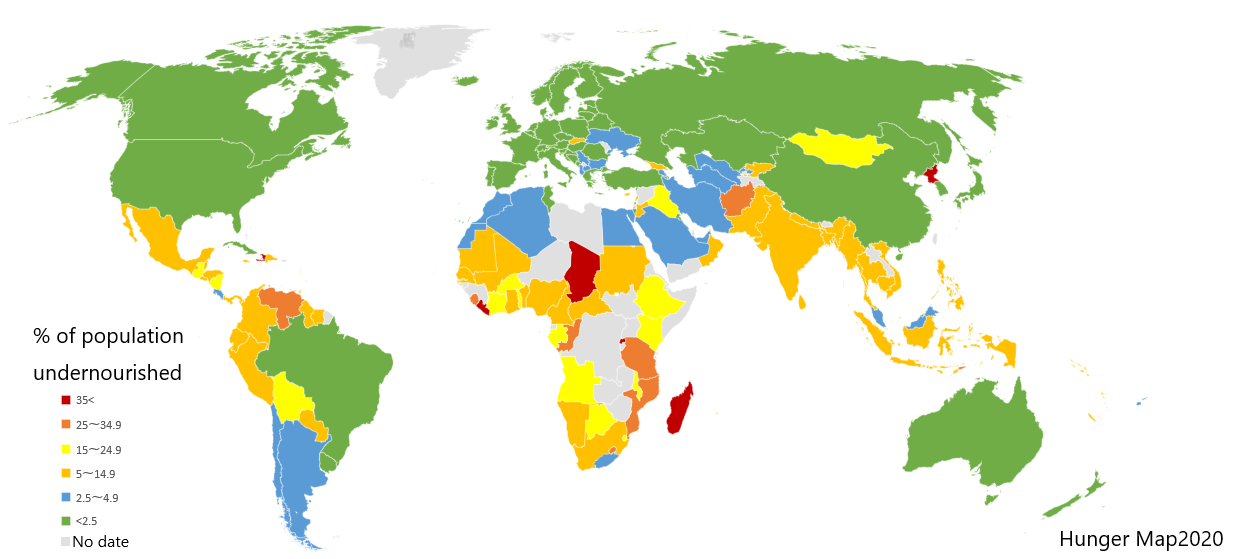 % of population
undernourished
35<
25～34.9
15～24.9
5～14.9
2.5～4.9
<2.5
No date
Hunger Map2020